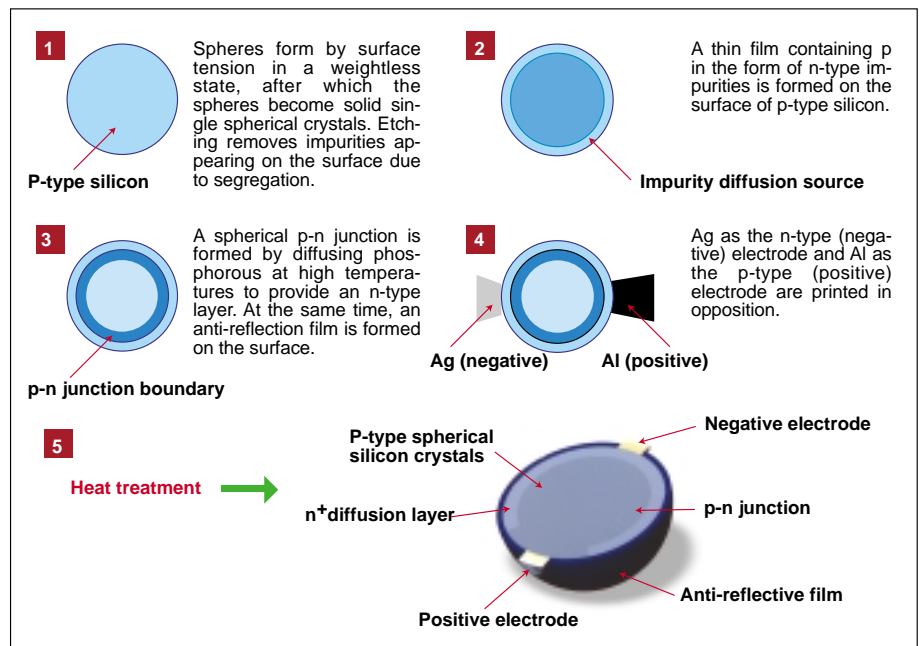 1
Spheres form by surface
tension in a weightless
state, after which the
spheres become solid sin-
gle spherical crystals. Etch-
ing removes impurities ap-
pearing on the surface due
to segregation.
P-type silicon
2
A thin film containing p
in the form of n-type im-
purities is formed on the
surface of p-type silicon.
Impurity diffusion source
3
A spherical p-n junction is
formed by diffusing phos-
phorous at high tempera-
tures to provide an n-type
layer. At the same time, an
anti-reflection film is formed
on the surface.
p-n junction boundary
4
Ag as the n-type (nega-
tive) electrode and Al as
the p-type (positive)
electrode are printed in
opposition.
Ag (negative)
Al (positive)
5
Heat treatment
P-type spherical
silicon crystals
n+diffusion layer
Positive electrode
Negative electrode
p-n junction
Anti-reflective film